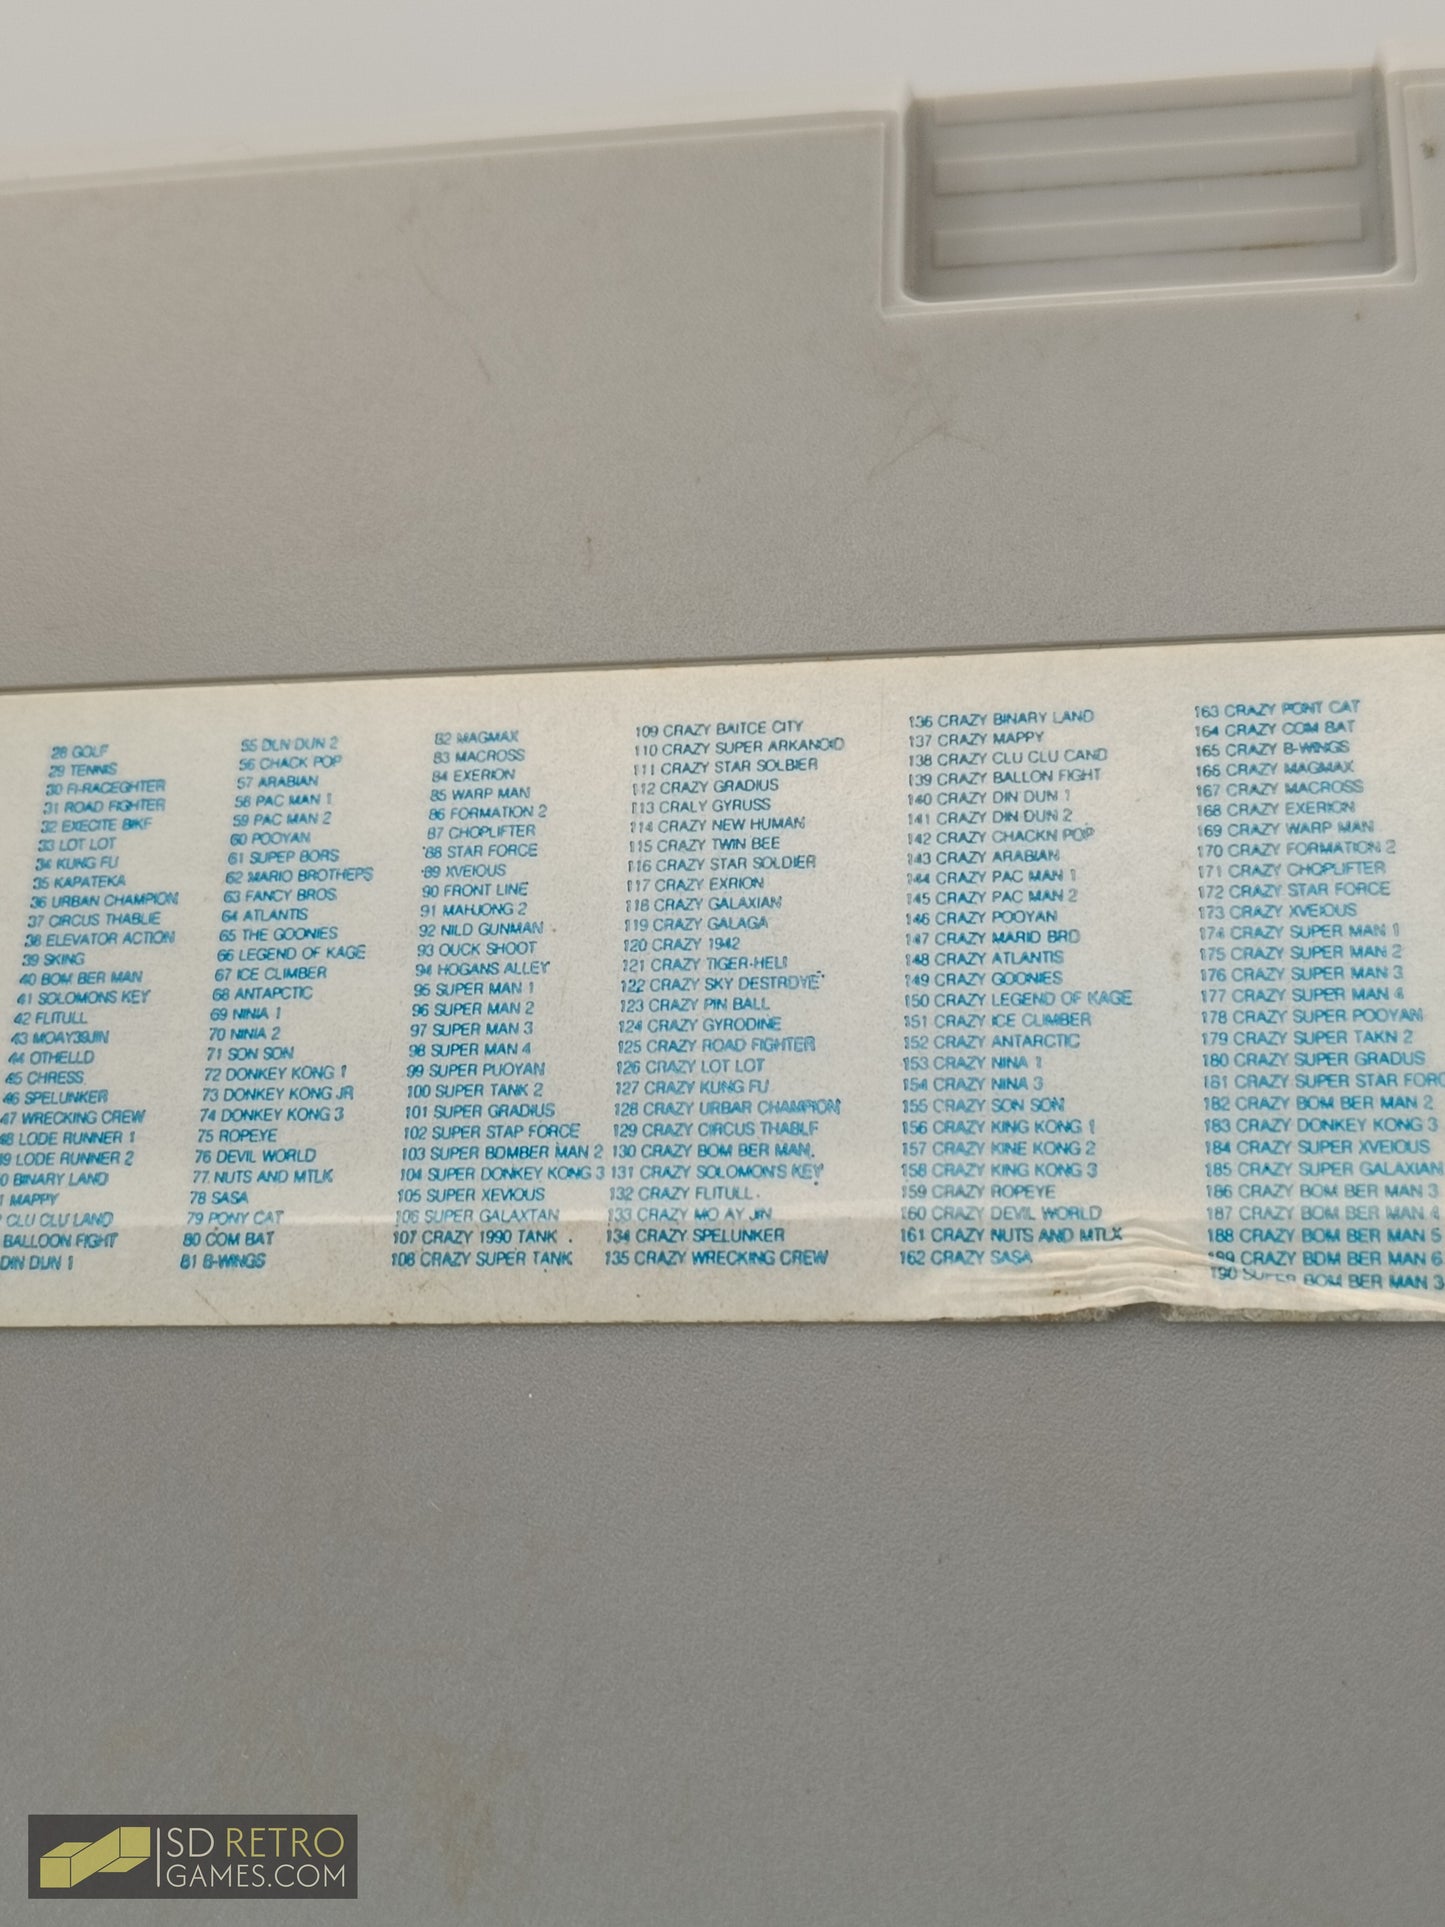 28 GOLF
29 TENNIS
30 FI-RACEGHTER
31 ROAD FIGHTER
32 EXECITE BIKF
33 LOT LOT
34 KUNG FU
35 KAPATEKA
36 URBAN CHAMPION
37 CIRCUS THABLIE
38 ELEVATOR ACTION
39 SKING
40 BOM BER MAN
41 SOLOMONS KEY
42 FLITULL
43 MOAY39JIN
44 OTHELLD
45 CHRESS
46 SPELUNKER
47 WRECKING CREW
48 LODE RUNNER 1
49 LODE RUNNER 2
0 BINARY LAND
1 MAPPY
CLU CLU LAND
BALLOON FIGHT
DIN DUN 1
55 DLN DUN 2
56 CHACK POP
57 ARABIAN
58 PAC MAN 1
59 PAC MAN 2
60 POOYAN
61 SUPEP BORS
62 MARIO BROTHEPS
63 FANCY BROS
64 ATLANTIS
65 THE GOONIES
66 LEGEND OF KAGE
67 ICE CLIMBER
68 ANTAPCTIC
69 NINJA 1
70 NINJA 2
71 SON SON
72 DONKEY KONG 1
73 DONKEY KONG JR
74 DONKEY KONG 3
75 ROPEYE
76 DEVIL WORLD
77 NUTS AND MTLK
78 SASA
79 PONY CAT
80 COM BAT
81 B-WINGS
82 MAGMAX
83 MACROSS
84 EXERION
85 WARP MAN
86 FORMATION 2
87 CHOPLIFTER
88 STAR FORCE
89 XVEIOUS
90 FRONT LINE
91 MAHJONG 2
92 NILD GUNMAN
93 OUCK SHOOT
94 HOGANS ALLEY
95 SUPER MAN 1
96 SUPER MAN 2
97 SUPER MAN 3
98 SUPER MAN 4
99 SUPER PUOYAN
100 SUPER TANK 2
101 SUPER GRADIUS
102 SUPER STAP FORCE
103 SUPER BOMBER MAN 2
104 SUPER DONKEY KONG 3
105 SUPER XEVIOUS
106 SUPER GALAXTAN
107 CRAZY 1990 TANK
108 CRAZY SUPER TANK
109 CRAZY BAITCE CITY
110 CRAZY SUPER ARKANOID
111 CRAZY STAR SOLBIER
112 CRAZY GRADIUS
113 CRALY GYRUSS
114 CRAZY NEW HUMAN
115 CRAZY TWIN BEE
116 CRAZY STAR SOLDIER
117 CRAZY EXRION
118 CRAZY GALAXIAN
119 CRAZY GALAGA
120 CRAZY 1942
121 CRAZY TIGER-HELI
122 CRAZY SKY DESTROYE
123 CRAZY PIN BALL
124 CRAZY GYRODINE
125 CRAZY ROAD FIGHTER
126 CRAZY LOT LOT
127 CRAZY KUNG FU
128 CRAZY URBAR CHAMPION
129 CRAZY CIRCUS THABLF
130 CRAZY BOM BER MAN.
131 CRAZY SOLOMON'S KEY
132 CRAZY FLITULL.
133 CRAZY MO AY JIN
134 CRAZY SPELUNKER
135 CRAZY WRECKING CREW
136 CRAZY BINARY LAND
137 CRAZY MAPPY
138 CRAZY CLU CLU CAND
139 CRAZY BALLON FIGHT
140 CRAZY DIN DUN 1
141 CRAZY DIN DUN 2
142 CRAZY CHACKN POP
143 CRAZY ARABIAN
144 CRAZY PAC MAN 1
145 CRAZY PAC MAN 2
146 CRAZY POOYAN
147 CRAZY MARIO BRO
148 CRAZY ATLANTIS
149 CRAZY GOONIES
150 CRAZY LEGEND OF KAGE
151 CRAZY ICE CLIMBER
152 CRAZY ANTARCTIC
153 CRAZY NINA 1
154 CRAZY NINA 3
155 CRAZY SON SON
156 CRAZY KING KONG 1
157 CRAZY KINE KONG 2
158 CRAZY KING KONG 3
159 CRAZY ROPEYE
160 CRAZY DEVIL WORLD
161 CRAZY NUTS AND MTLX
162 CRAZY SASA
163 CRAZY PONT CAT
164 CRAZY COM BAT
165 CRAZY B-WINGS
166 CRAZY MAGMAX
167 CRAZY MACROSS
168 CRAZY EXERION
169 CRAZY WARP MAN
170 CRAZY FORMATION 2
171 CRAZY CHOPLIFTER
172 CRAZY STAR FORCE
173 CRAZY XVEIOUS
174 CRAZY SUPER MAN 1
175 CRAZY SUPER MAN 2
176 CRAZY SUPER MAN 3
177 CRAZY SUPER MAN 4
178 CRAZY SUPER POOYAN
179 CRAZY SUPER TAKN 2
180 CRAZY SUPER GRADUS
181 CRAZY SUPER STAR FORC
182 CRAZY BOM BER MAN 2
183 CRAZY DONKEY KONG 3
184 CRAZY SUPER XVEIOUS
185 CRAZY SUPER GALAXIAN
186 CRAZY BOM BER MAN 3
187 CRAZY BOM BER MAN 4
188 CRAZY BOM BER MAN 5
189 CRAZY BDM BER MAN 6
190 SUPER BOM BER MAN 3
SD RETRO
GAMES.COM